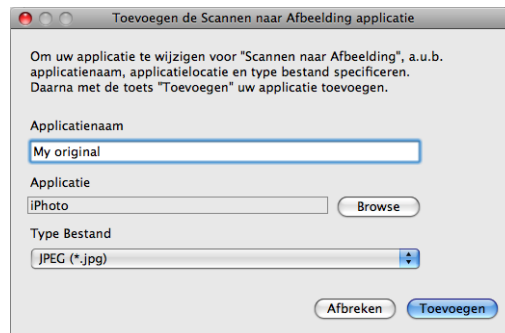 Toevoegen de Scannen naar Afbeelding applicatie
Om uw applicatie te wijzigen voor "Scannen naar Afbeelding", a.u.b.
applicatienaam, applicatielocatie en type bestand specificeren.
Daarna met de toets "Toevoegen" uw applicatie toevoegen.
Applicatienaam
My original
Applicatie
iPhoto
Browse
Type Bestand
JPEG (*.jpg)
Afbreken
Toevoegen